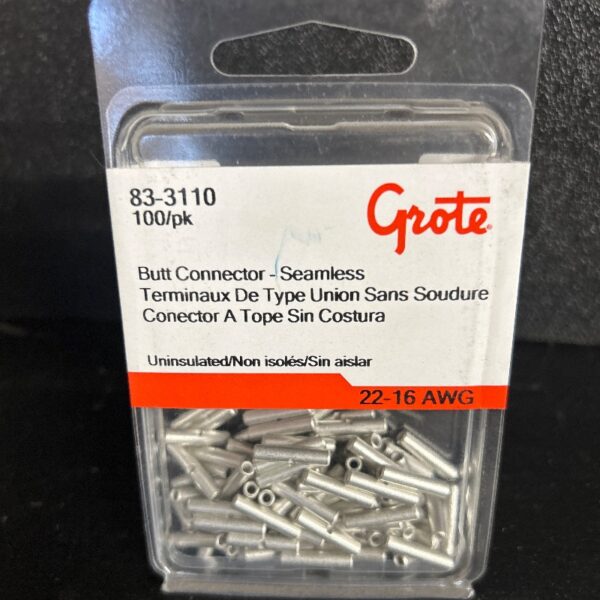 83-3110
100/pk
Grote
Butt Connector - Seamless
Terminaux De Type Union Sans Soudure
Conector A Tope Sin Costura
Uninsulated/Non isolés/Sin aislar
22-16 AWG